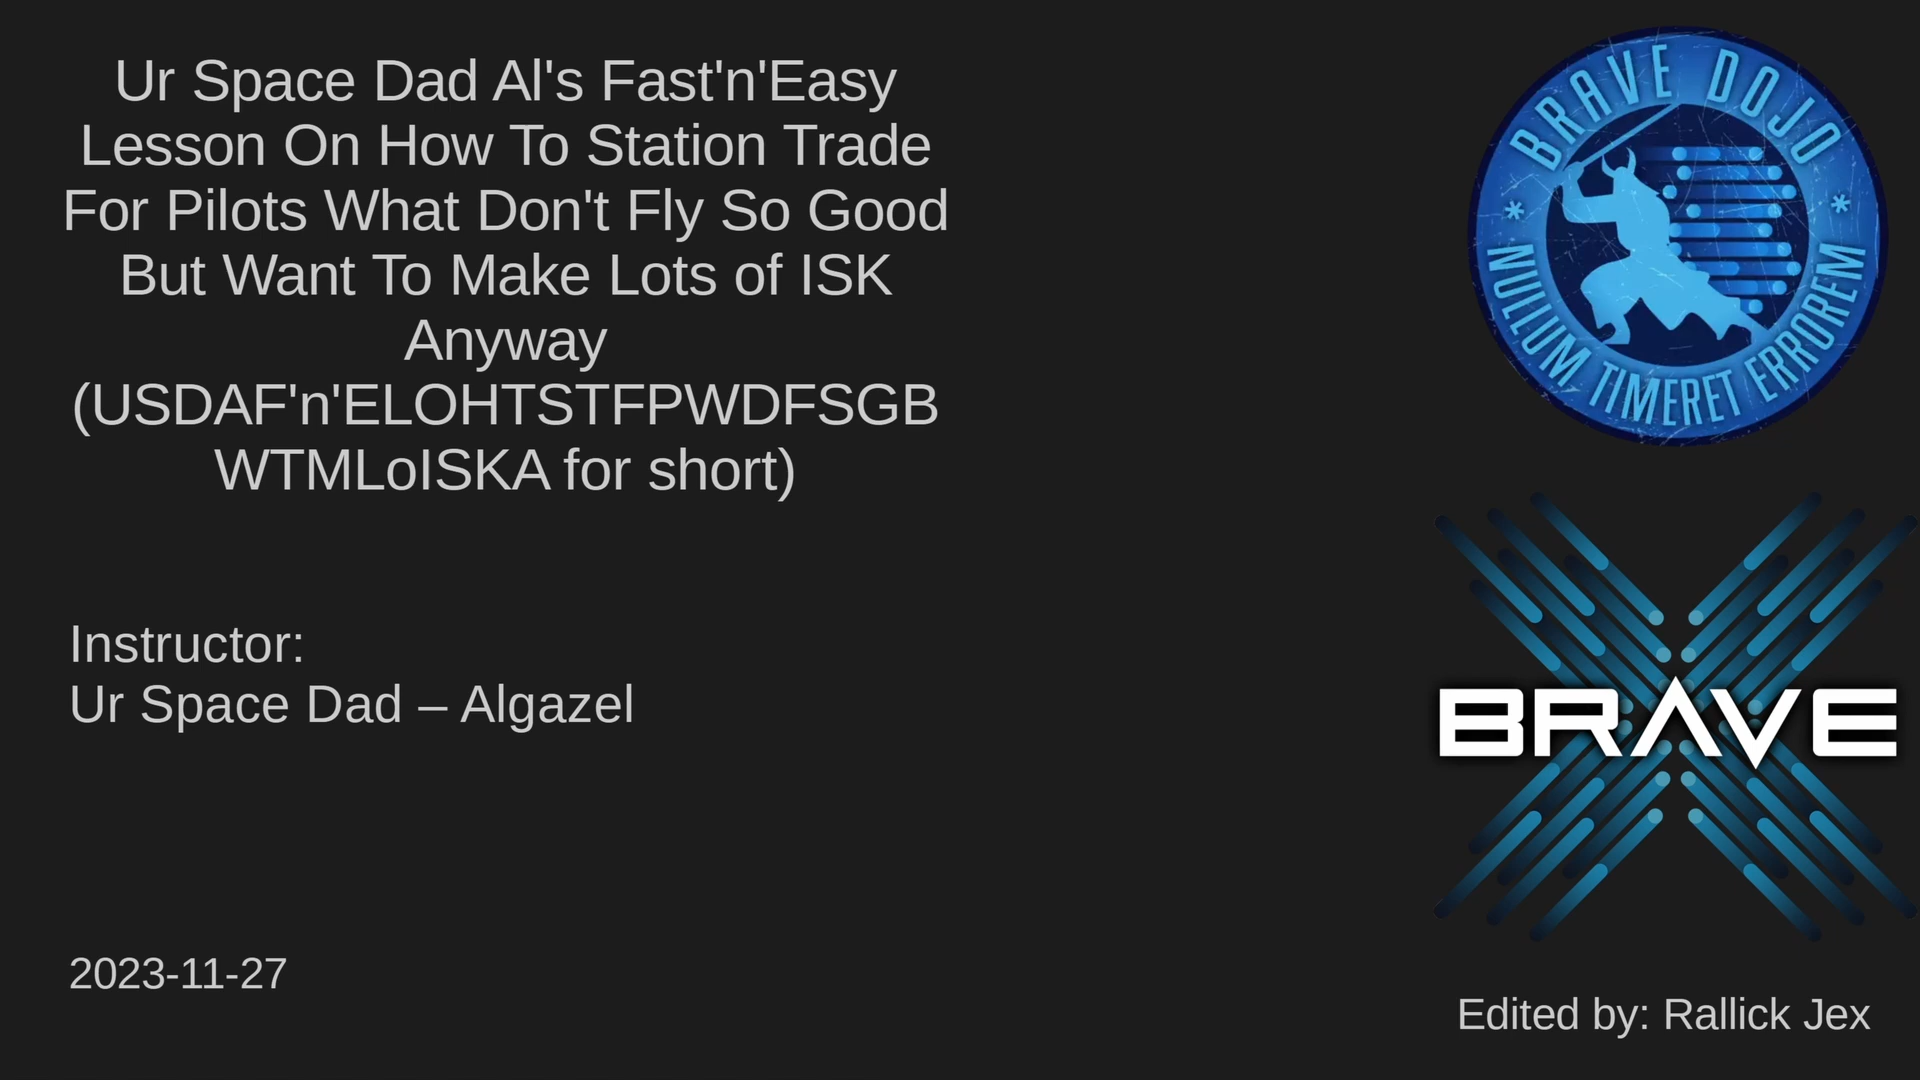 Ur Space Dad Al's Fast'n'Easy
Lesson On How To Station Trade
For Pilots What Don't Fly So Good
But Want To Make Lots of ISK
Anyway
(USDAF'n'ELOHTSTFPWDFSGB
WTMLoISKA for short)
Instructor:
Ur Space Dad – Algazel
2023-11-27
BRAVE DOJO
* *
NULLUM TIMERET ERROREM
BRAVE
Edited by: Rallick Jex